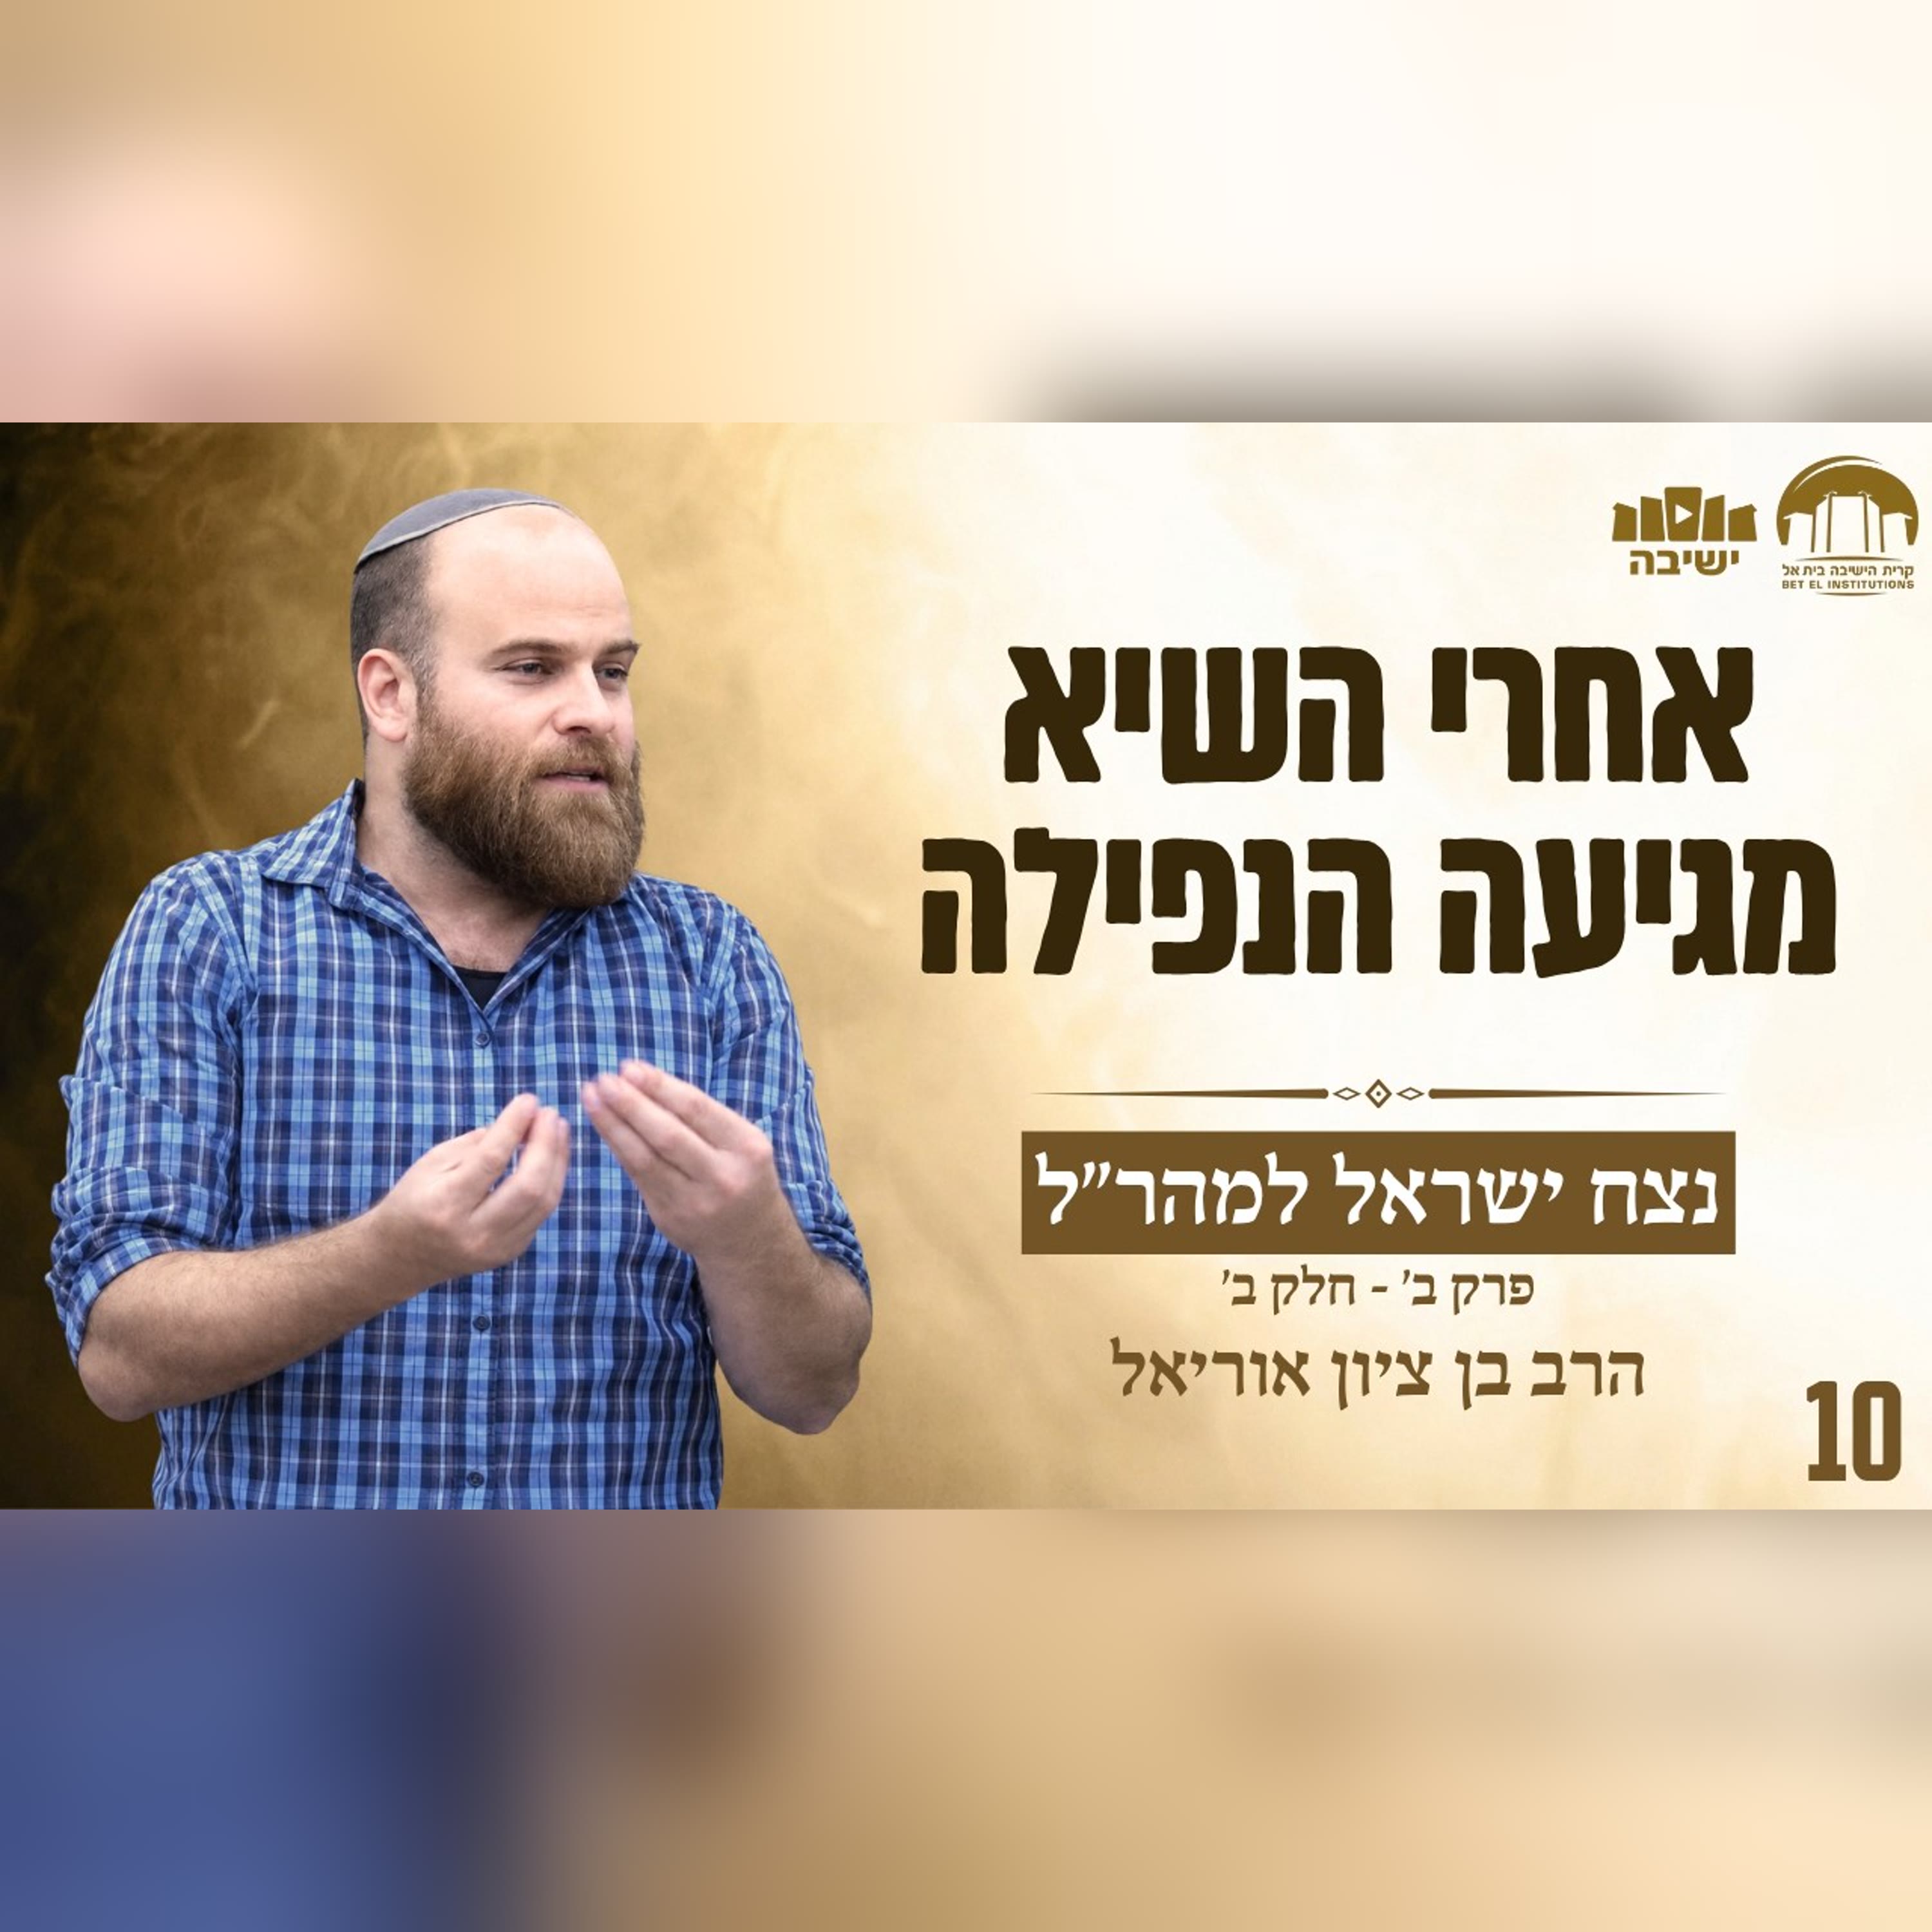 ישיבה
קרית הישיבה בית אל
BET EL INSTITUTIONS
אחרי השיא
מגיעה הנפילה
נצח ישראל למהר״ל
פרק ב׳ - חלק ב׳
הרב בן ציון אוריאל
10